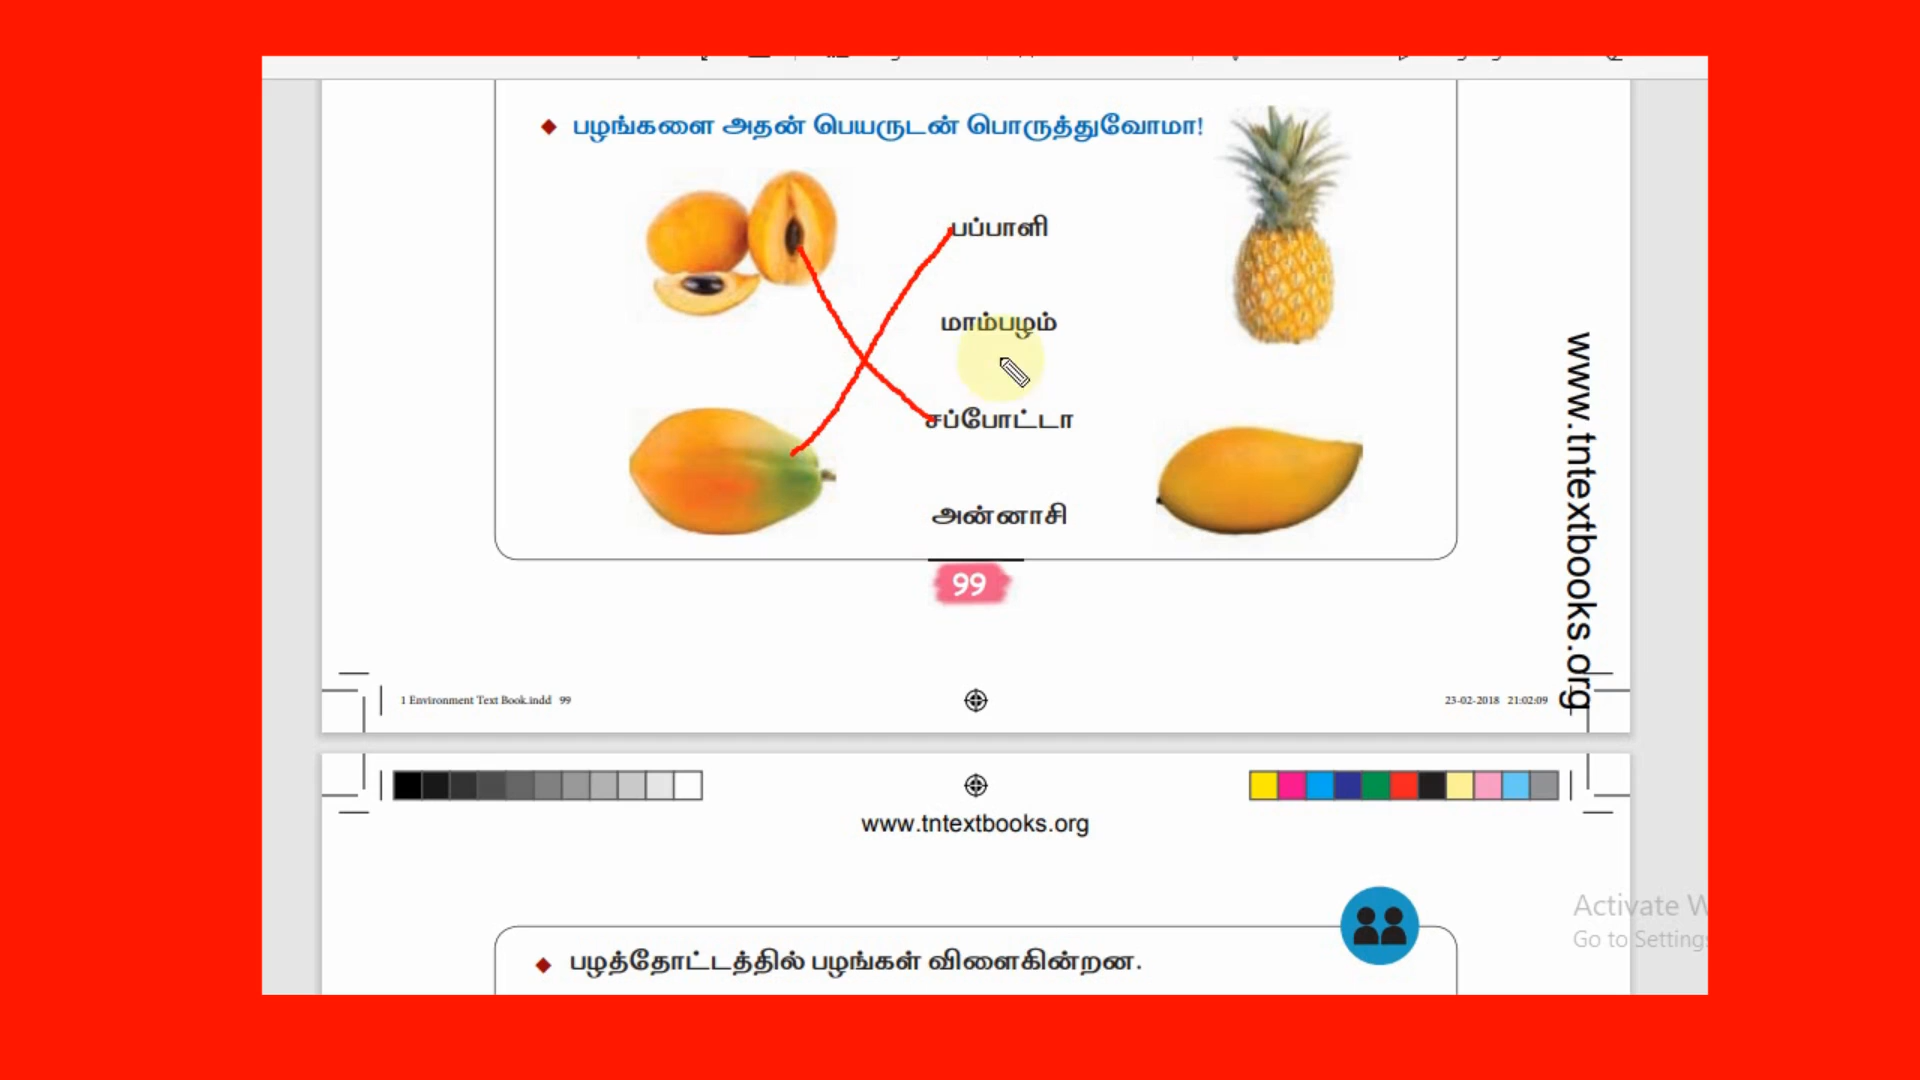 பழங்களை அதன் பெயருடன் பொருத்துவோமா!
பப்பாளி
மாம்பழம்
சப்போட்டா
அன்னாசி
99
www.tntextbooks.org
1 Environment Text Book.indd 99
23-02-2018 21:02:09
www.tntextbooks.org
பழத்தோட்டத்தில் பழங்கள் விளைகின்றன.
Activate W
Go to Settings